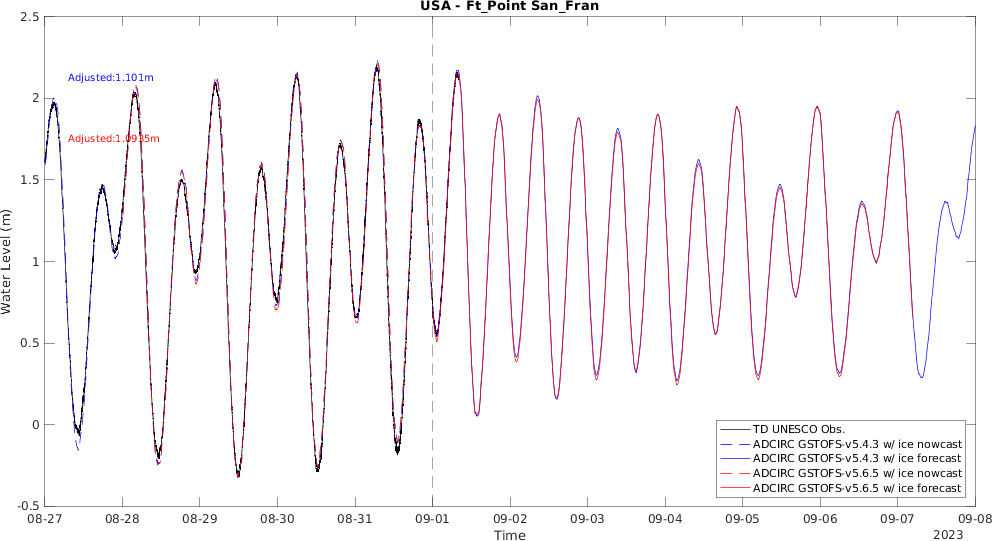 USA - Ft_Point San_Fran
2.5
2
1.5
1
0.5
0
-0.5
Water Level (m)
Adjusted:1.101m
Adjusted:1.0935m
TD UNESCO Obs.
ADCIRC GSTOFS-v5.4.3 w/ ice nowcast
ADCIRC GSTOFS-v5.4.3 w/ ice forecast
ADCIRC GSTOFS-v5.6.5 w/ ice nowcast
ADCIRC GSTOFS-v5.6.5 w/ ice forecast
08-27 08-28 08-29 08-30 08-31 09-01 09-02 09-03 09-04 09-05 09-06 09-07 09-08
Time
2023